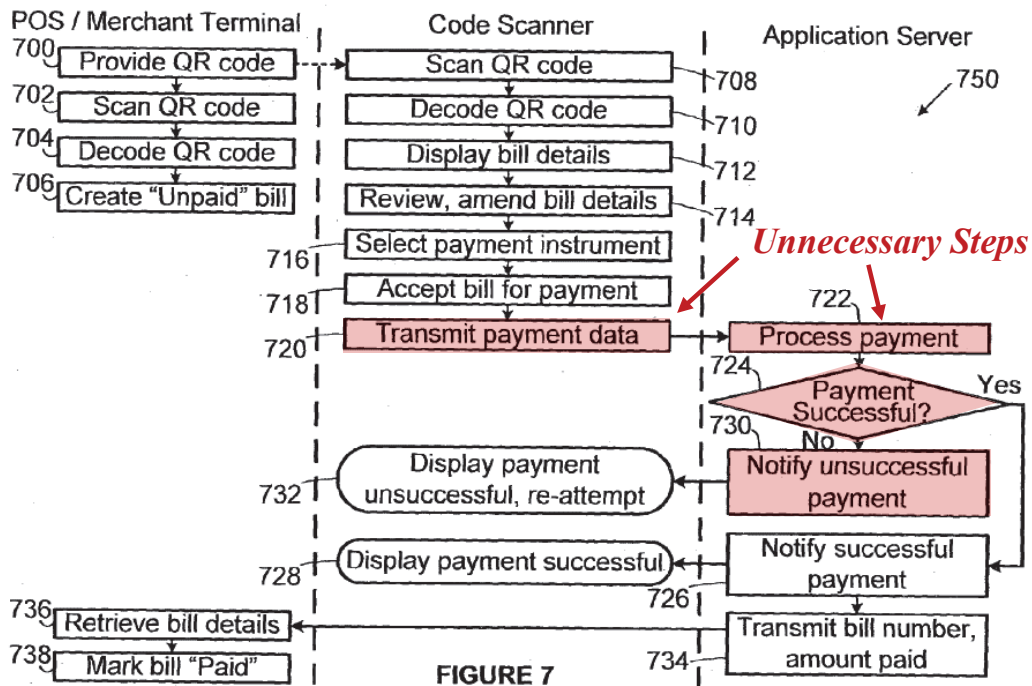 POS / Merchant Terminal
Code Scanner
Application Server
700
Provide QR code
Scan QR code
708
750
702
Scan QR code
Decode QR code
710
704
Decode QR code
Display bill details
712
706
Create “Unpaid” bill
Review, amend bill details
714
716
Select payment instrument
Unnecessary Steps
718
Accept bill for payment
722
720
Transmit payment data
Process payment
724
Payment
Successful?
Yes
730
No
732
Display payment
unsuccessful, re-attempt
Notify unsuccessful
payment
728
Display payment successful
Notify successful
payment
726
736
Retrieve bill details
Transmit bill number,
amount paid
734
738
Mark bill “Paid”
FIGURE 7